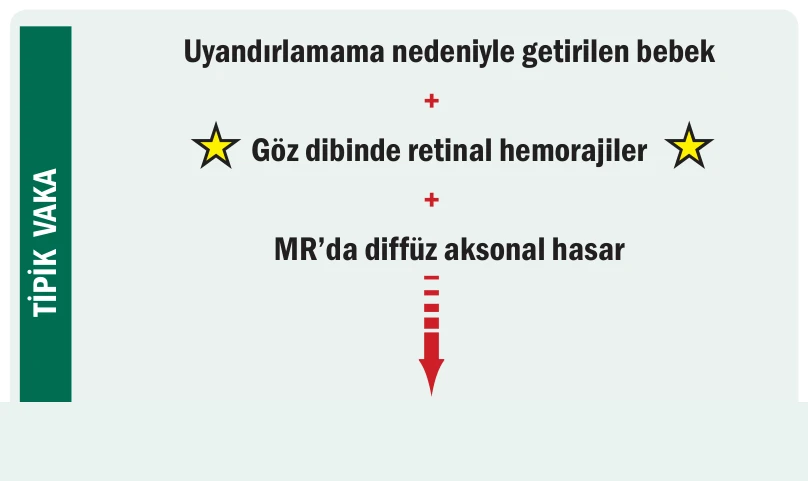 TİPİK VAKA
Uyandırlamama nedeniyle getirilen bebek
+
Göz dibinde retinal hemorajiler
+
MR’da diffüz aksonal hasar